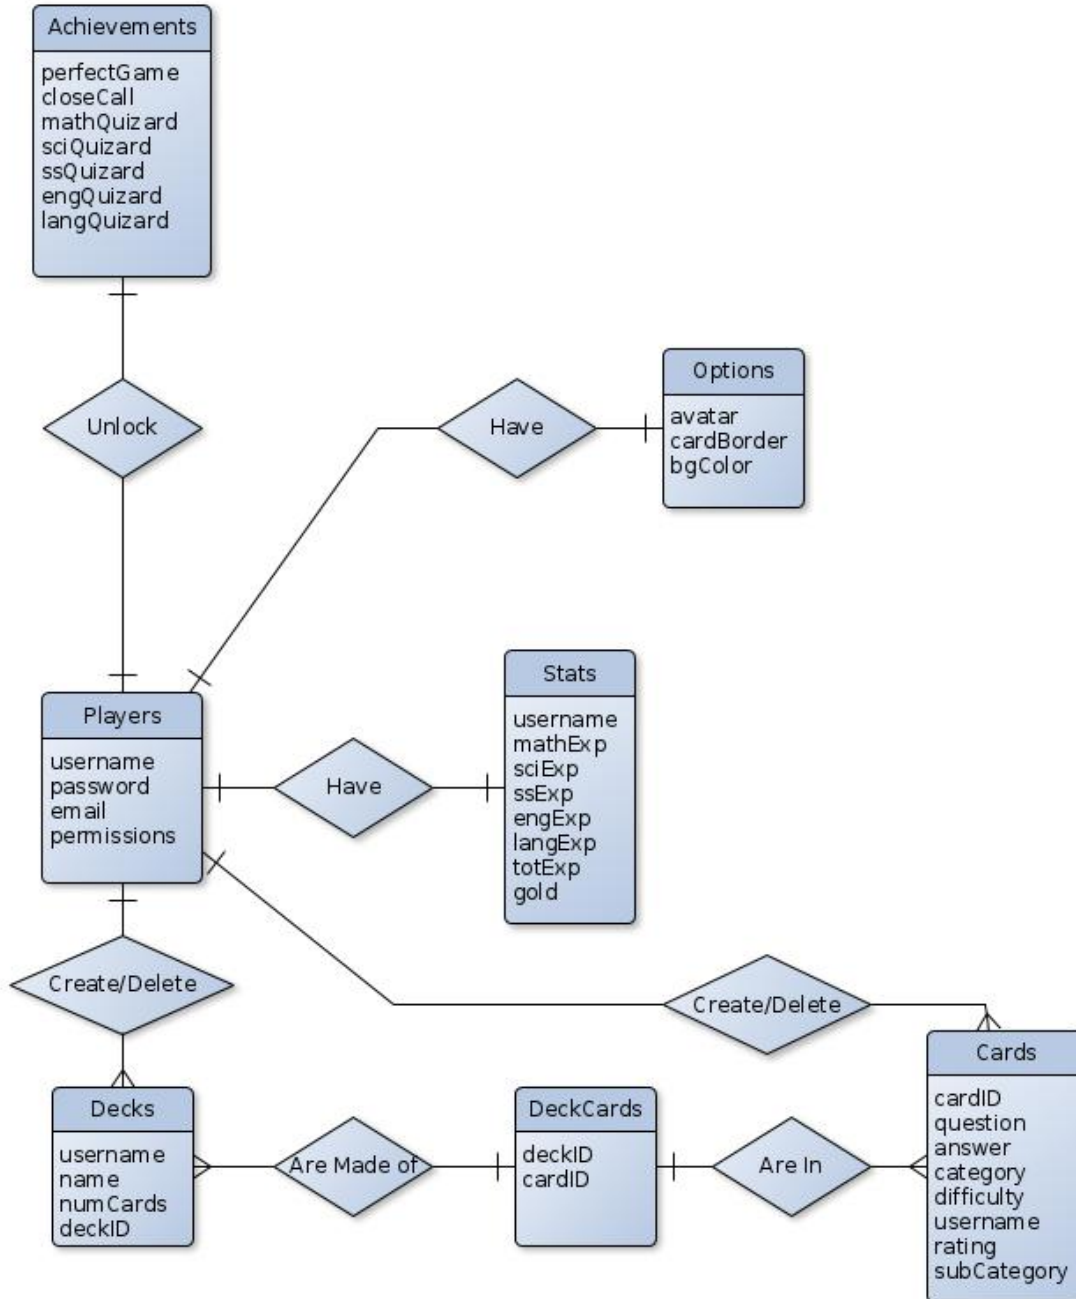 Achievements
perfectGame
closeCall
mathQuizard
sciQuizard
ssQuizard
engQuizard
langQuizard
Unlock
Have
Options
avatar
cardBorder
bgColor
Players
username
password
email
permissions
Have
Stats
username
mathExp
sciExp
ssExp
engExp
langExp
totExp
gold
Create/Delete
Create/Delete
Decks
username
name
numCards
deckID
Are Made of
DeckCards
deckID
cardID
Are In
Cards
cardID
question
answer
category
difficulty
username
rating
subCategory